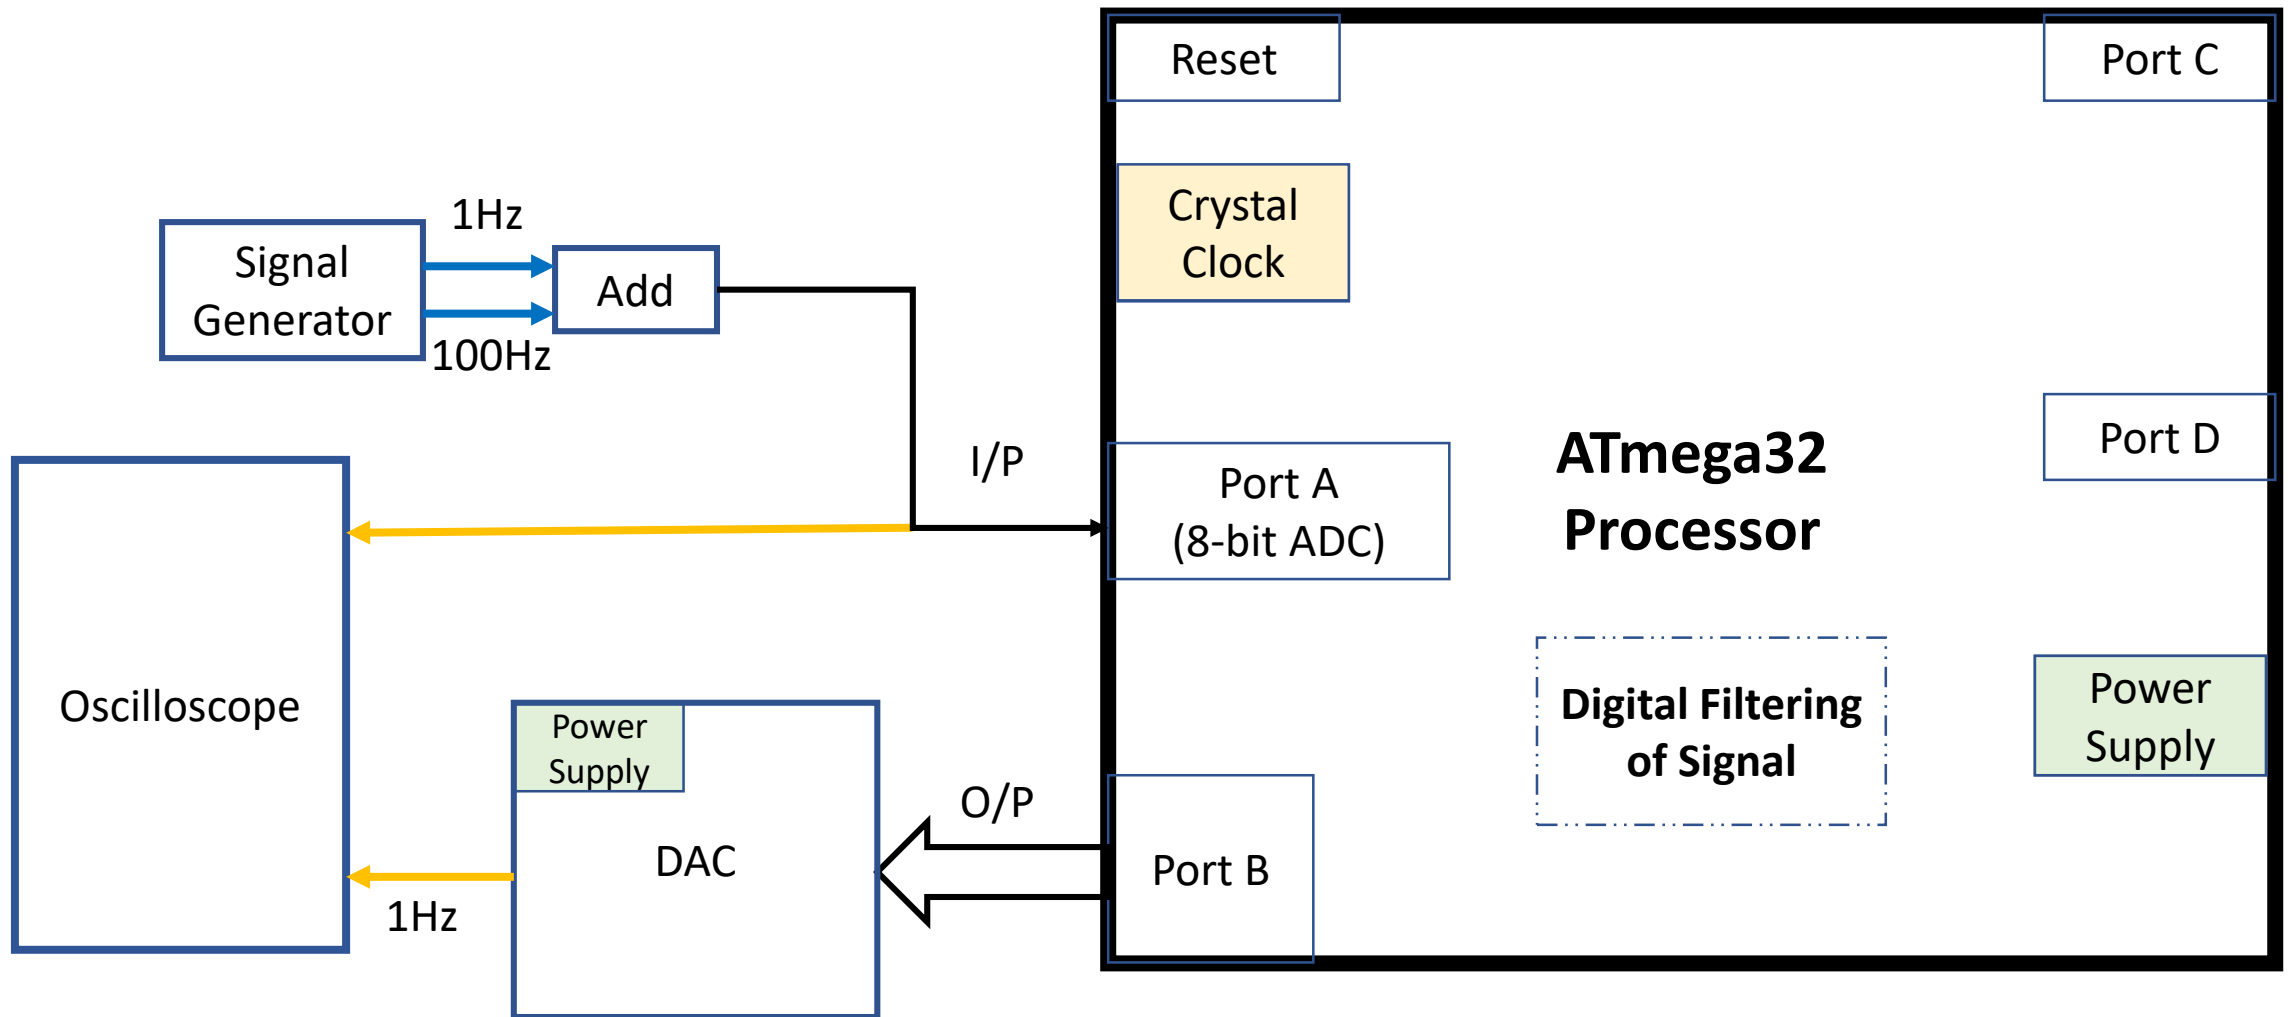 Reset
Port C
Crystal
Clock
1Hz
Signal
Generator
Add
100Hz
Port D
I/P
Port A
(8-bit ADC)
ATmega32
Processor
Oscilloscope
Power
Supply
DAC
1Hz
O/P
Port B
Digital Filtering
of Signal
Power
Supply